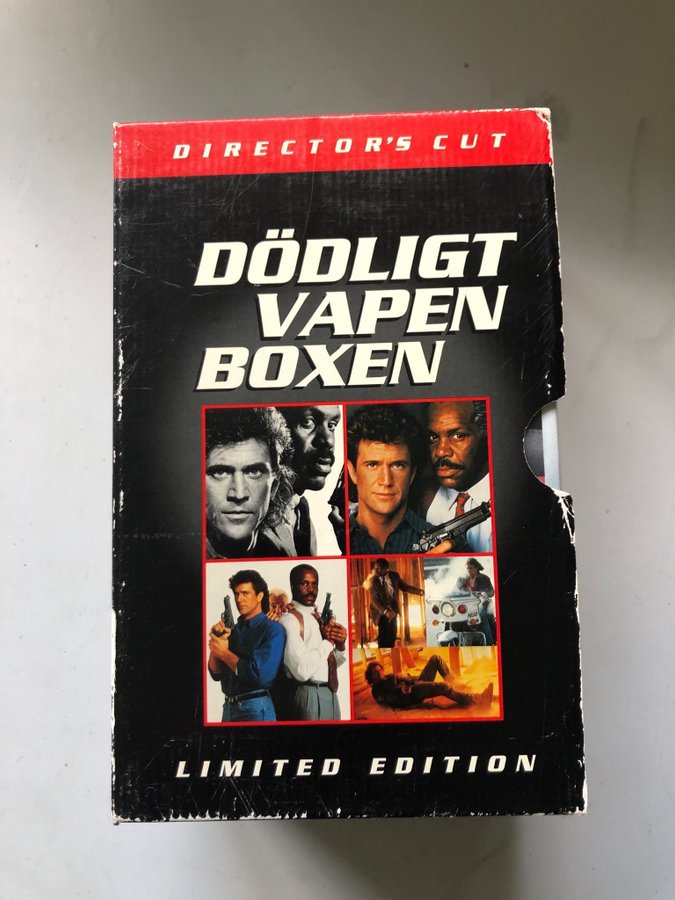 DIRECTOR'S CUT
DÖDLIGT
VAPEN
BOXEN
LIMITED EDITION